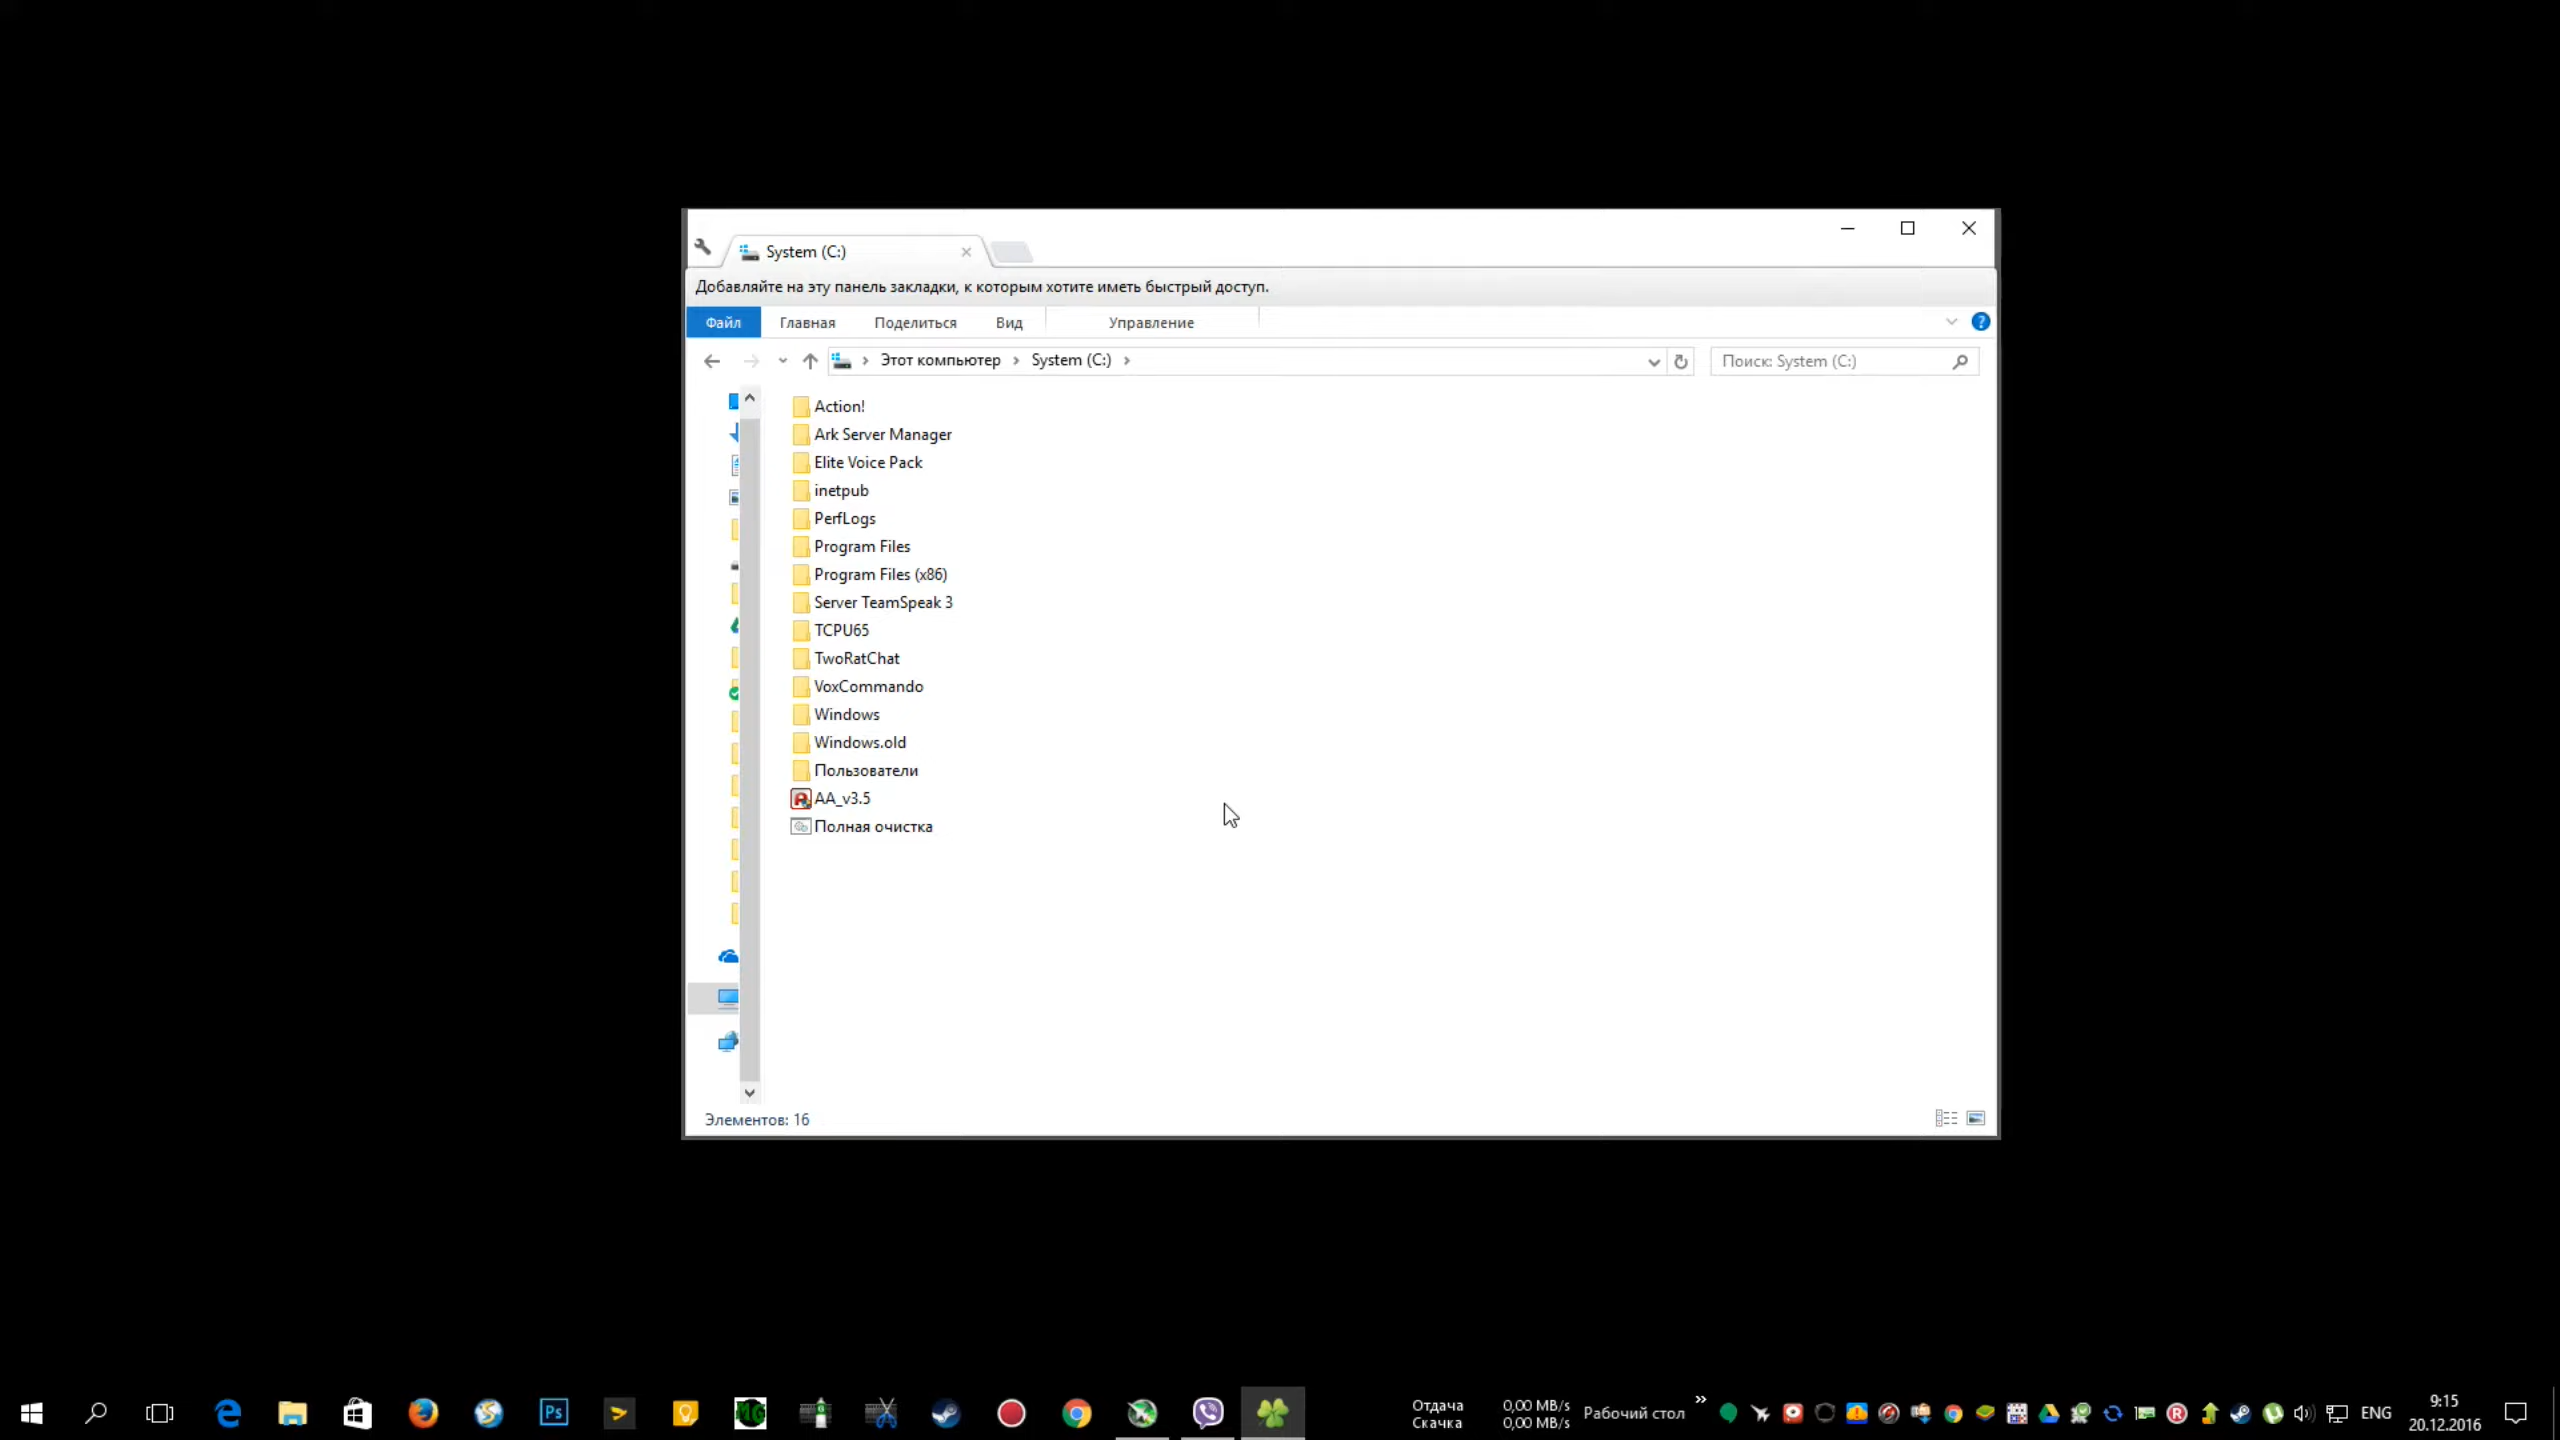 System (C:)
Добавляйте на эту панель закладки, к которым хотите иметь быстрый доступ.
Файл Главная Поделиться Вид Управление
Этот компьютер System (C:) Поиск: System (C:)
Action!
Ark Server Manager
Elite Voice Pack
inetpub
PerfLogs
Program Files
Program Files (x86)
Server TeamSpeak 3
TCPU65
TwoRatChat
VoxCommando
Windows
Windows.old
Пользователи
AA_v3.5
Полная очистка
Элементов: 16
Отдача 0,00 MB/s
Скачка 0,00 MB/s
Рабочий стол
ENG
9:15
20.12.2016